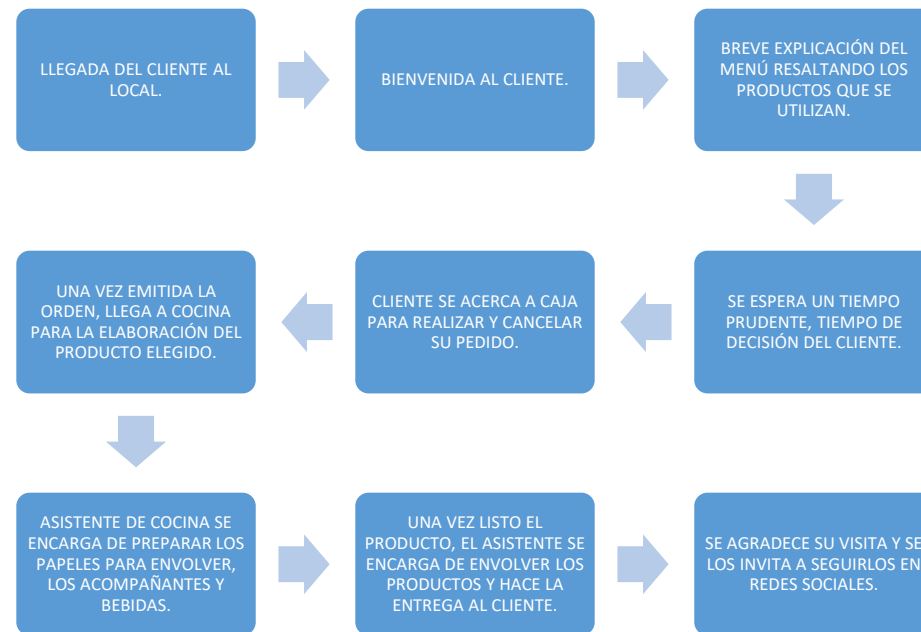 LLEGADA DEL CLIENTE AL
LOCAL.
BIENVENIDA AL CLIENTE.
BREVE EXPLICACIÓN DEL
MENÚ RESALTANDO LOS
PRODUCTOS QUE SE
UTILIZAN.
SE ESPERA UN TIEMPO
PRUDENTE, TIEMPO DE
DECISIÓN DEL CLIENTE.
CLIENTE SE ACERCA A CAJA
PARA REALIZAR Y CANCELAR
SU PEDIDO.
UNA VEZ EMITIDA LA
ORDEN, LLEGA A COCINA
PARA LA ELABORACIÓN DEL
PRODUCTO ELEGIDO.
ASISTENTE DE COCINA SE
ENCARGA DE PREPARAR LOS
PAPELES PARA ENVOLVER,
LOS ACOMPAÑANTES Y
BEBIDAS.
UNA VEZ LISTO EL
PRODUCTO, EL ASISTENTE SE
ENCARGA DE ENVOLVER LOS
PRODUCTOS Y HACE LA
ENTREGA AL CLIENTE.
SE AGRADECE SU VISITA Y SE
LOS INVITA A SEGUIRLOS EN
REDES SOCIALES.